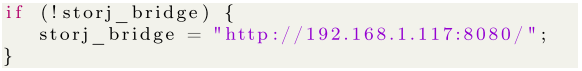 if (!storj_bridge) {
    storj_bridge = "http://192.168.1.117:8080/";
}